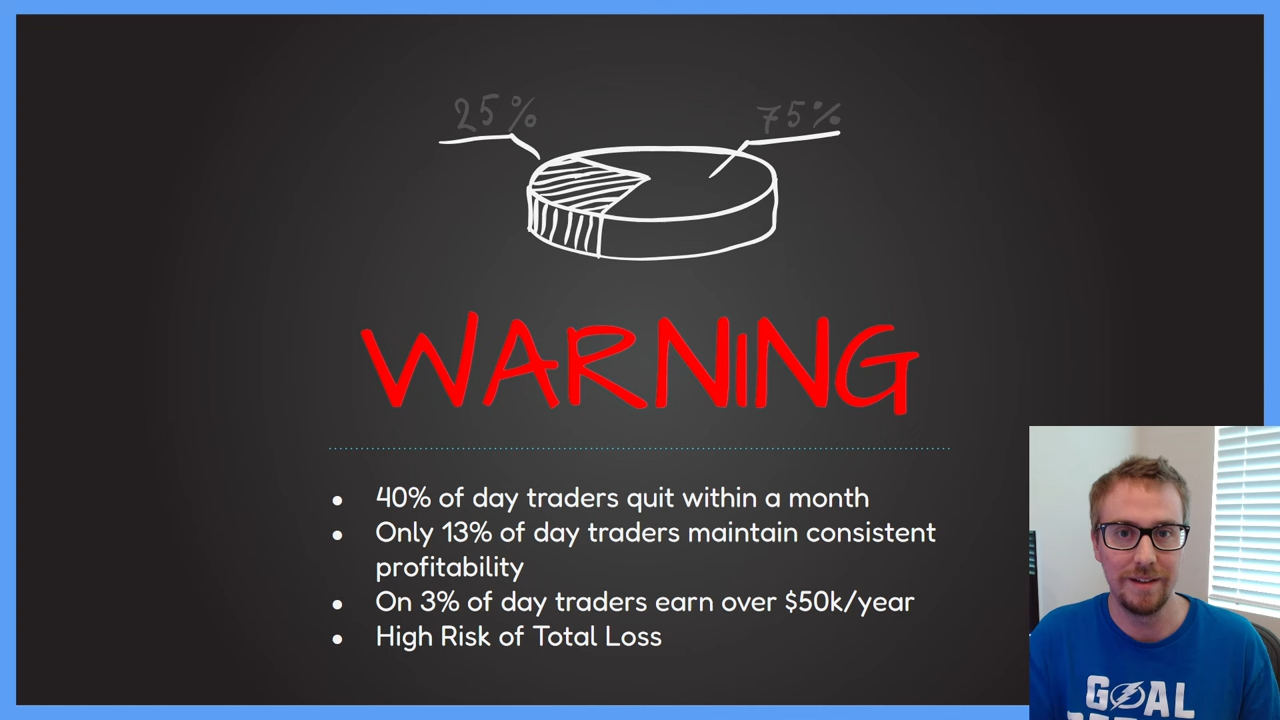 25% 75%
WARNING
● 40% of day traders quit within a month
● Only 13% of day traders maintain consistent
profitability
● On 3% of day traders earn over $50k/year
● High Risk of Total Loss
GOAL